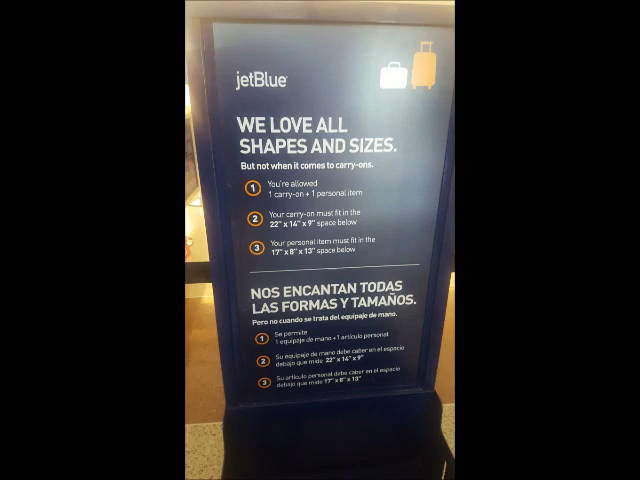 jetBlue
WE LOVE ALL
SHAPES AND SIZES.
But not when it comes to carry-ons.
1 You're allowed
1 carry-on + 1 personal item
2 Your carry-on must fit in the
22" x 14" x 9" space below
3 Your personal item must fit in the
17" x 8" x 13" space below
NOS ENCANTAN TODAS
LAS FORMAS Y TAMAÑOS.
Pero no cuando se trata del equipaje de mano.
1 Se permite
1 equipaje de mano + 1 artículo personal
2 Su equipaje de mano debe caber en el espacio
debajo que mide 22" x 14" x 9"
3 Su artículo personal debe caber en el espacio
debajo que mide 17" x 8" x 13"